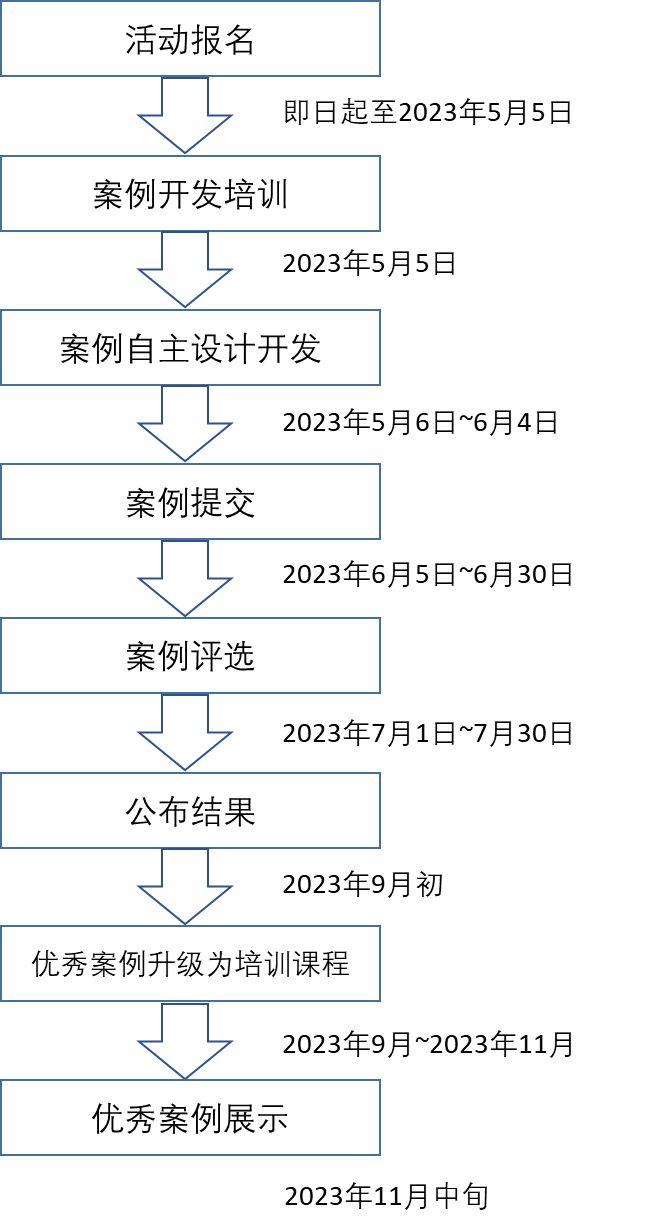 活动报名
即日起至2023年5月5日
案例开发培训
2023年5月5日
案例自主设计开发
2023年5月6日~6月4日
案例提交
2023年6月5日~6月30日
案例评选
2023年7月1日~7月30日
公布结果
2023年9月初
优秀案例升级为培训课程
2023年9月~2023年11月
优秀案例展示
2023年11月中旬